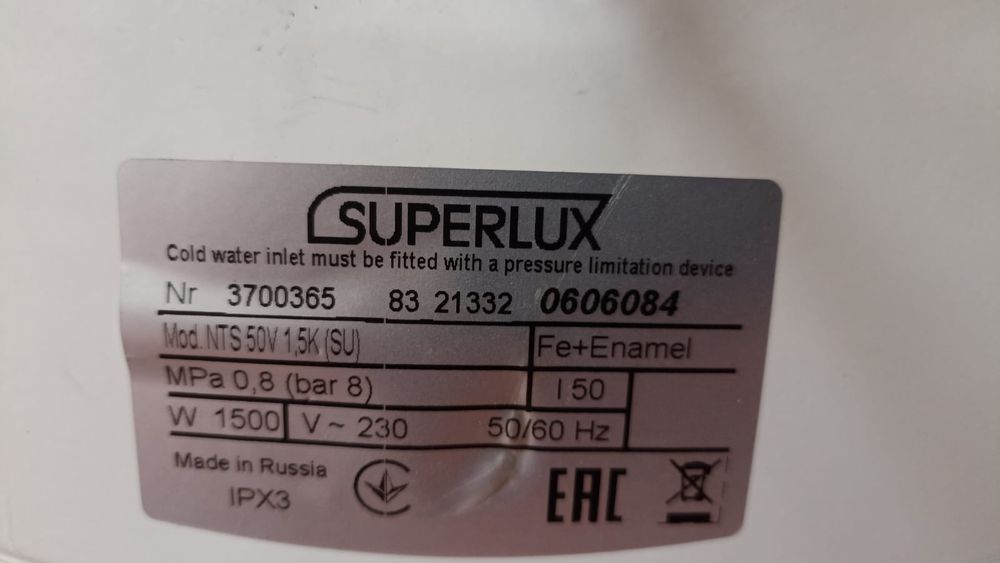 SUPERLUX
Cold water inlet must be fitted with a pressure limitation device
Nr 3700365 83 21332 0606084
Mod. NTS 50V 1,5K (SU) Fe+Enamel
MPa 0,8 (bar 8) l 50
W 1500 V ~ 230 50/60 Hz
Made in Russia
IPX3
EAC